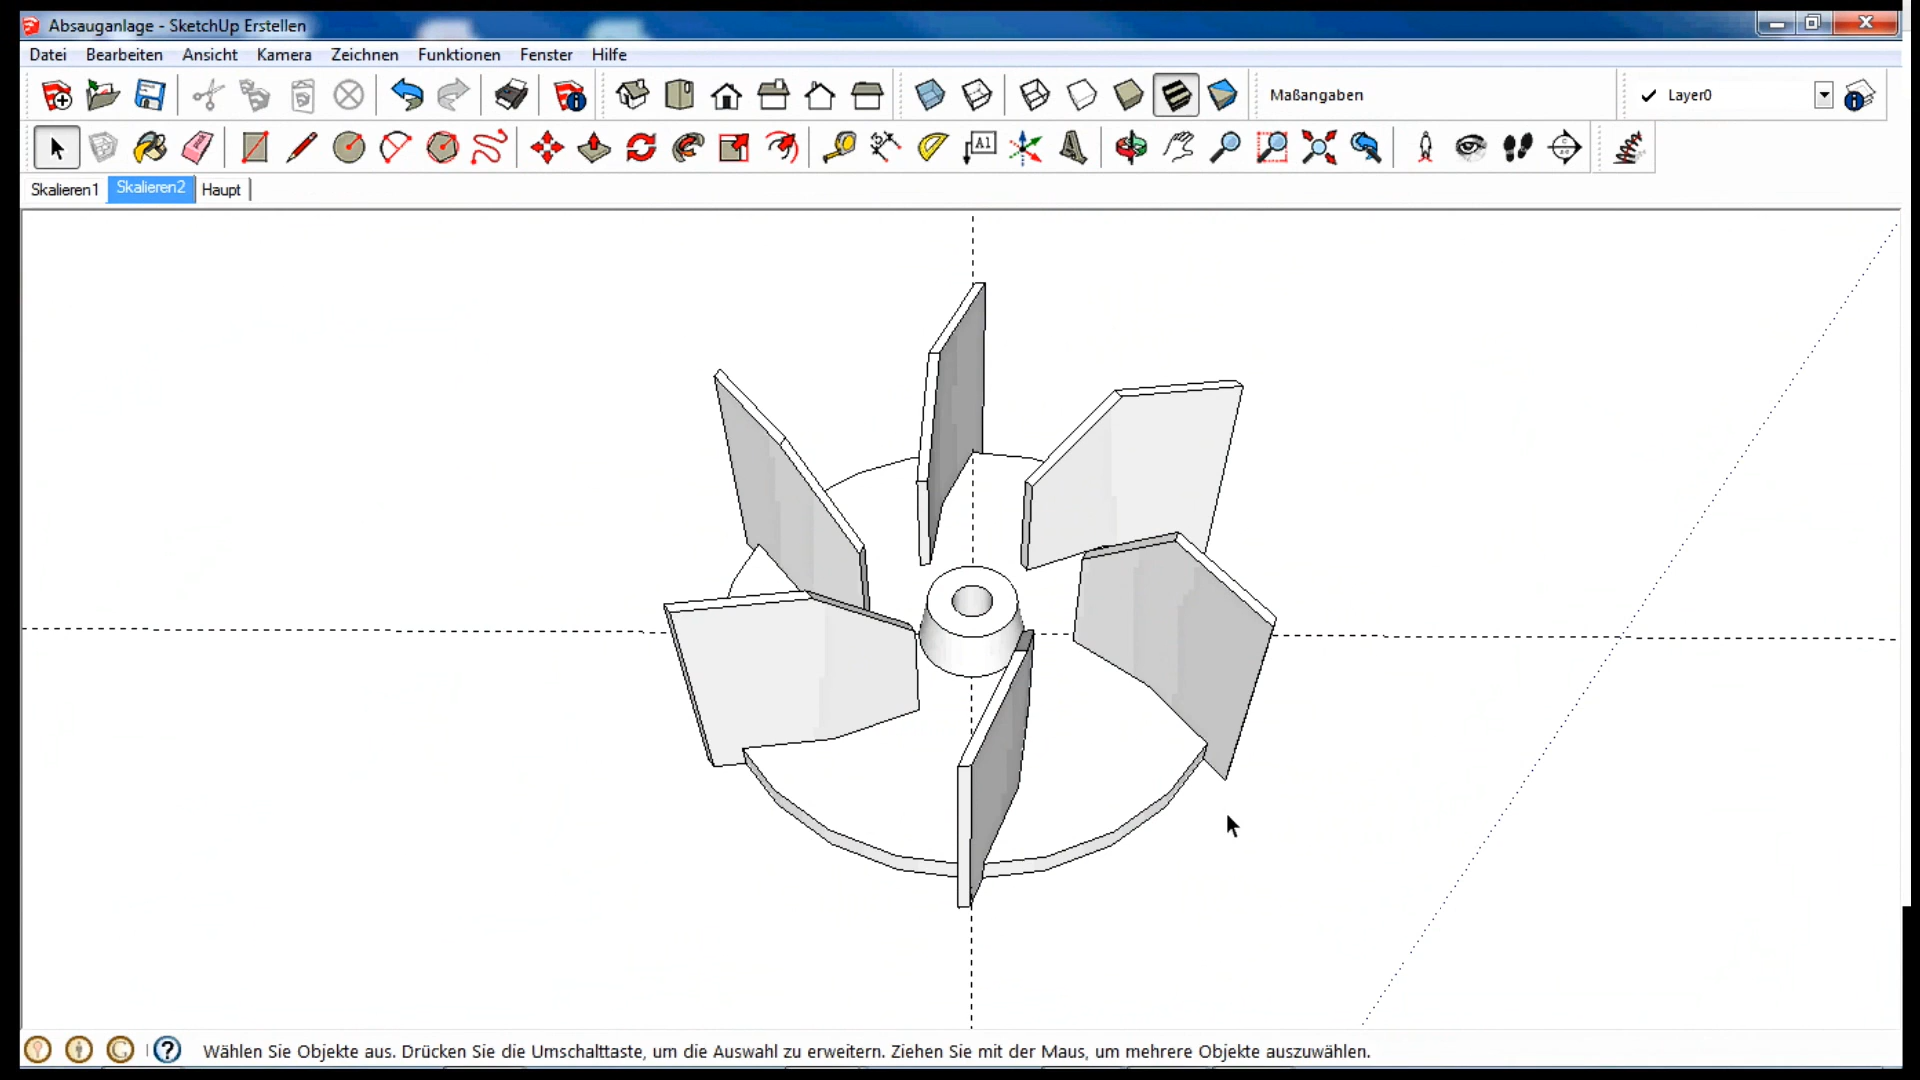 Absauganlage - SketchUp Erstellen
Datei Bearbeiten Ansicht Kamera Zeichnen Funktionen Fenster Hilfe
Maßangaben Layer0
A1
Skalieren1 Skalieren2 Haupt
Wählen Sie Objekte aus. Drücken Sie die Umschalttaste, um die Auswahl zu erweitern. Ziehen Sie mit der Maus, um mehrere Objekte auszuwählen.